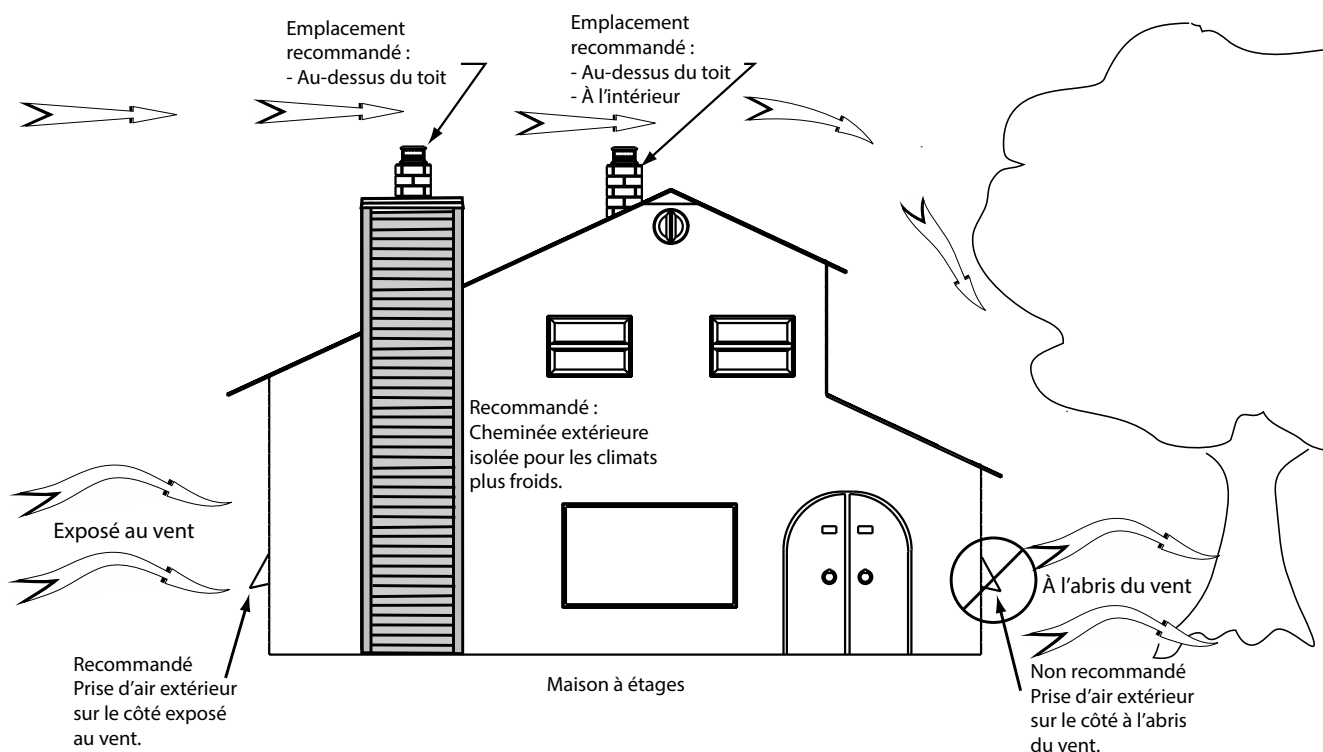 Emplacement
recommandé :
- Au-dessus du toit
Emplacement
recommandé :
- Au-dessus du toit
- À l'intérieur
Recommandé :
Cheminée extérieure
isolée pour les climats
plus froids.
Exposé au vent
À l'abris du vent
Recommandé
Prise d'air extérieur
sur le côté exposé
au vent.
Maison à étages
Non recommandé
Prise d'air extérieur
sur le côté à l'abris
du vent.